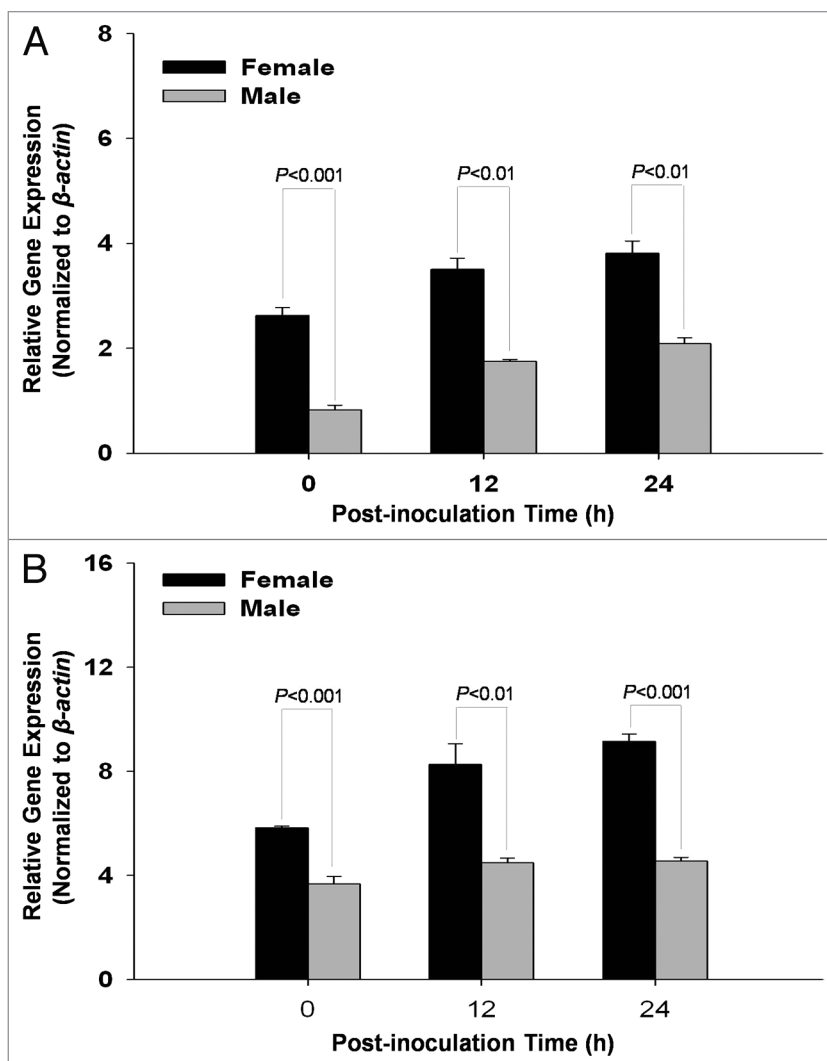 A
8
6
4
2
0
Relative Gene Expression
(Normalized to β-actin)
Female
Male
P<0.001
P<0.01
P<0.01
0 12 24
Post-inoculation Time (h)
B
16
12
8
4
0
Relative Gene Expression
(Normalized to β-actin)
Female
Male
P<0.001
P<0.01
P<0.001
0 12 24
Post-inoculation Time (h)